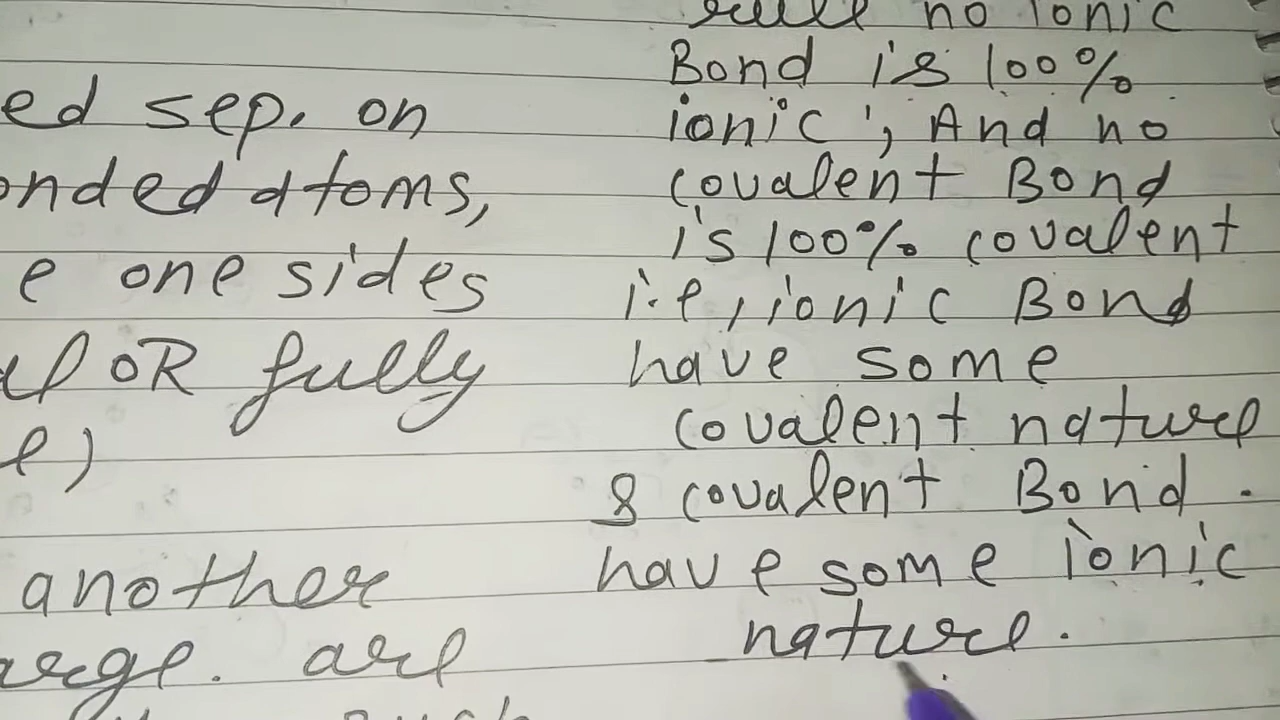 ed sep. on
onded atoms,
e one sides
OR fully
e)
another
arge. are
no ionic
Bond is 100%
ionic ', And no
covalent Bond
is 100% covalent
i.e, ionic Bond
have some
covalent nature
& covalent Bond.
have some ionic
nature.